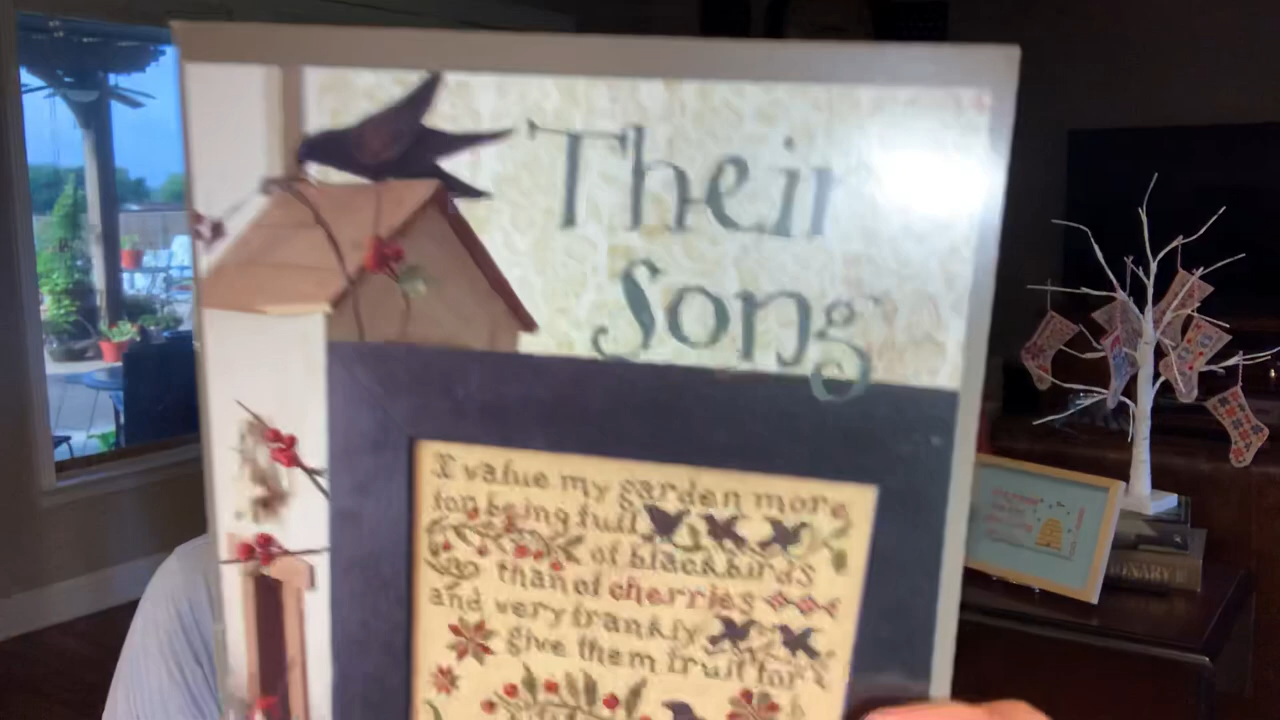 Their
Song
I value my garden more
for being full
of blackbirds
than of cherries
and very frankly
give them fruit for